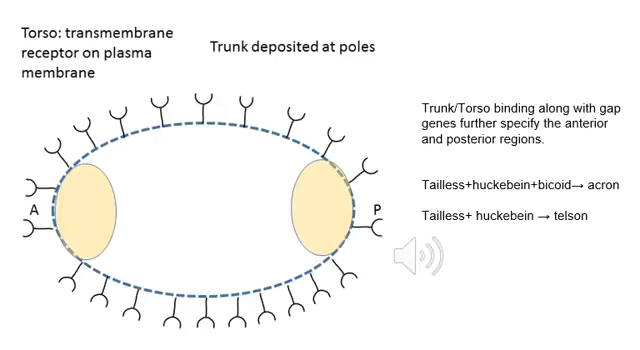 Torso: transmembrane
receptor on plasma
membrane
Trunk deposited at poles
Trunk/Torso binding along with gap
genes further specify the anterior
and posterior regions.
Tailless+huckebein+bicoid→ acron
Tailless+ huckebein → telson
A
P